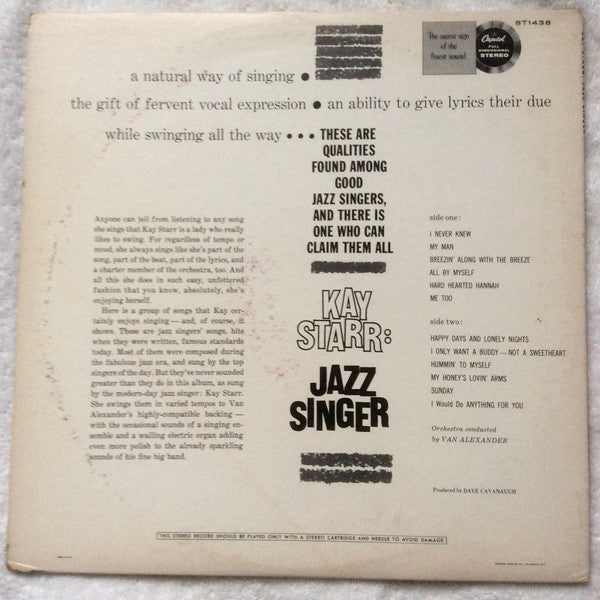 ST1438
The surest sign
of the
finest sound
Capitol
FULL
DIMENSIONAL
STEREO
a natural way of singing ●
the gift of fervent vocal expression ● an ability to give lyrics their due
while swinging all the way • • •
THESE ARE
QUALITIES
FOUND AMONG
GOOD
JAZZ SINGERS,
AND THERE IS
ONE WHO CAN
CLAIM THEM ALL
Anyone can tell from listening to any song
she sings that Kay Starr is a lady who really
likes to swing. For regardless of tempo or
mood, she always sings like she's part of the
song, part of the beat, part of the lyrics, and
a charter member of the orchestra, too. And
all this she does in such easy, unfettered
fashion that you know, absolutely, she's
enjoying herself.
Here is a group of songs that Kay certainly
enjoys singing — and, of course, it
shows. These are jazz singers' songs, hits
when they were written, famous standards
today. Most of them were composed during
the fabulous jazz era, and sung by the top
singers of the day. But they've never sounded
greater than they do in this album, as sung
by the modern-day jazz singer: Kay Starr.
She swings them in varied tempos to Van
Alexander's highly-compatible backing —
with the occasional sounds of a singing en-
semble and a wailing electric organ adding
even more polish to the already sparkling
sounds of his fine big band.
KAY
STARR:
JAZZ
SINGER
side one:
I NEVER KNEW
MY MAN
BREEZIN' ALONG WITH THE BREEZE
ALL BY MYSELF
HARD HEARTED HANNAH
ME TOO
side two:
HAPPY DAYS AND LONELY NIGHTS
I ONLY WANT A BUDDY — NOT A SWEETHEART
HUMMIN' TO MYSELF
MY HONEY'S LOVIN' ARMS
SUNDAY
I Would Do ANYTHING FOR YOU
Orchestra conducted
by VAN ALEXANDER
Produced by DAVE CAVANAUGH
THIS STEREO RECORD SHOULD BE PLAYED ONLY WITH A STEREO CARTRIDGE AND NEEDLE TO AVOID DAMAGE